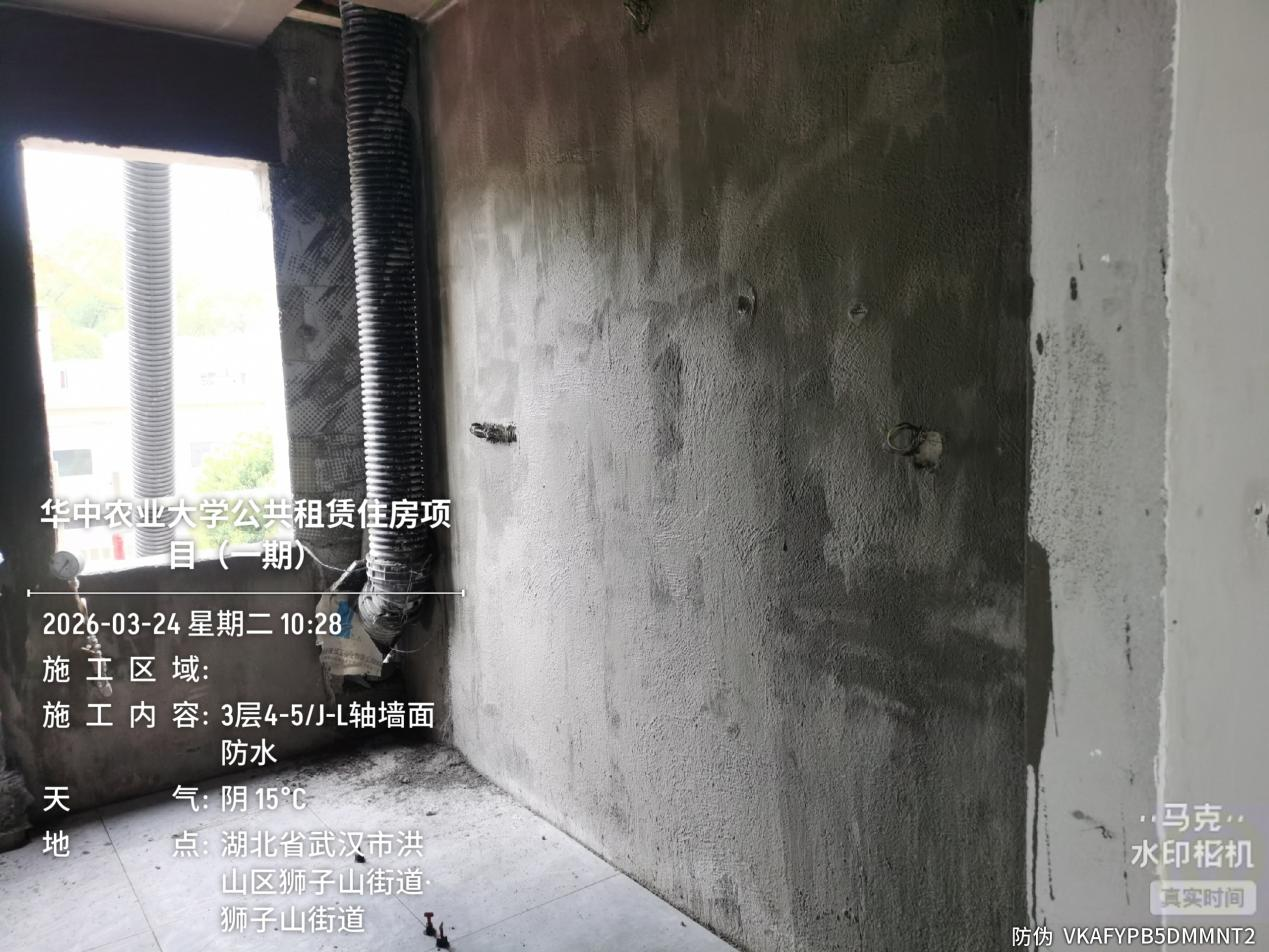 华中农业大学公共租赁住房项
目（一期）
2026-03-24 星期二 10:28
施工区域:
施工内容: 3层4-5/J-L轴墙面
防水
天气: 阴 15°C
地点: 湖北省武汉市洪
山区狮子山街道·
狮子山街道
马克
水印相机
真实时间
防伪 VKAFYPB5DMMNT2